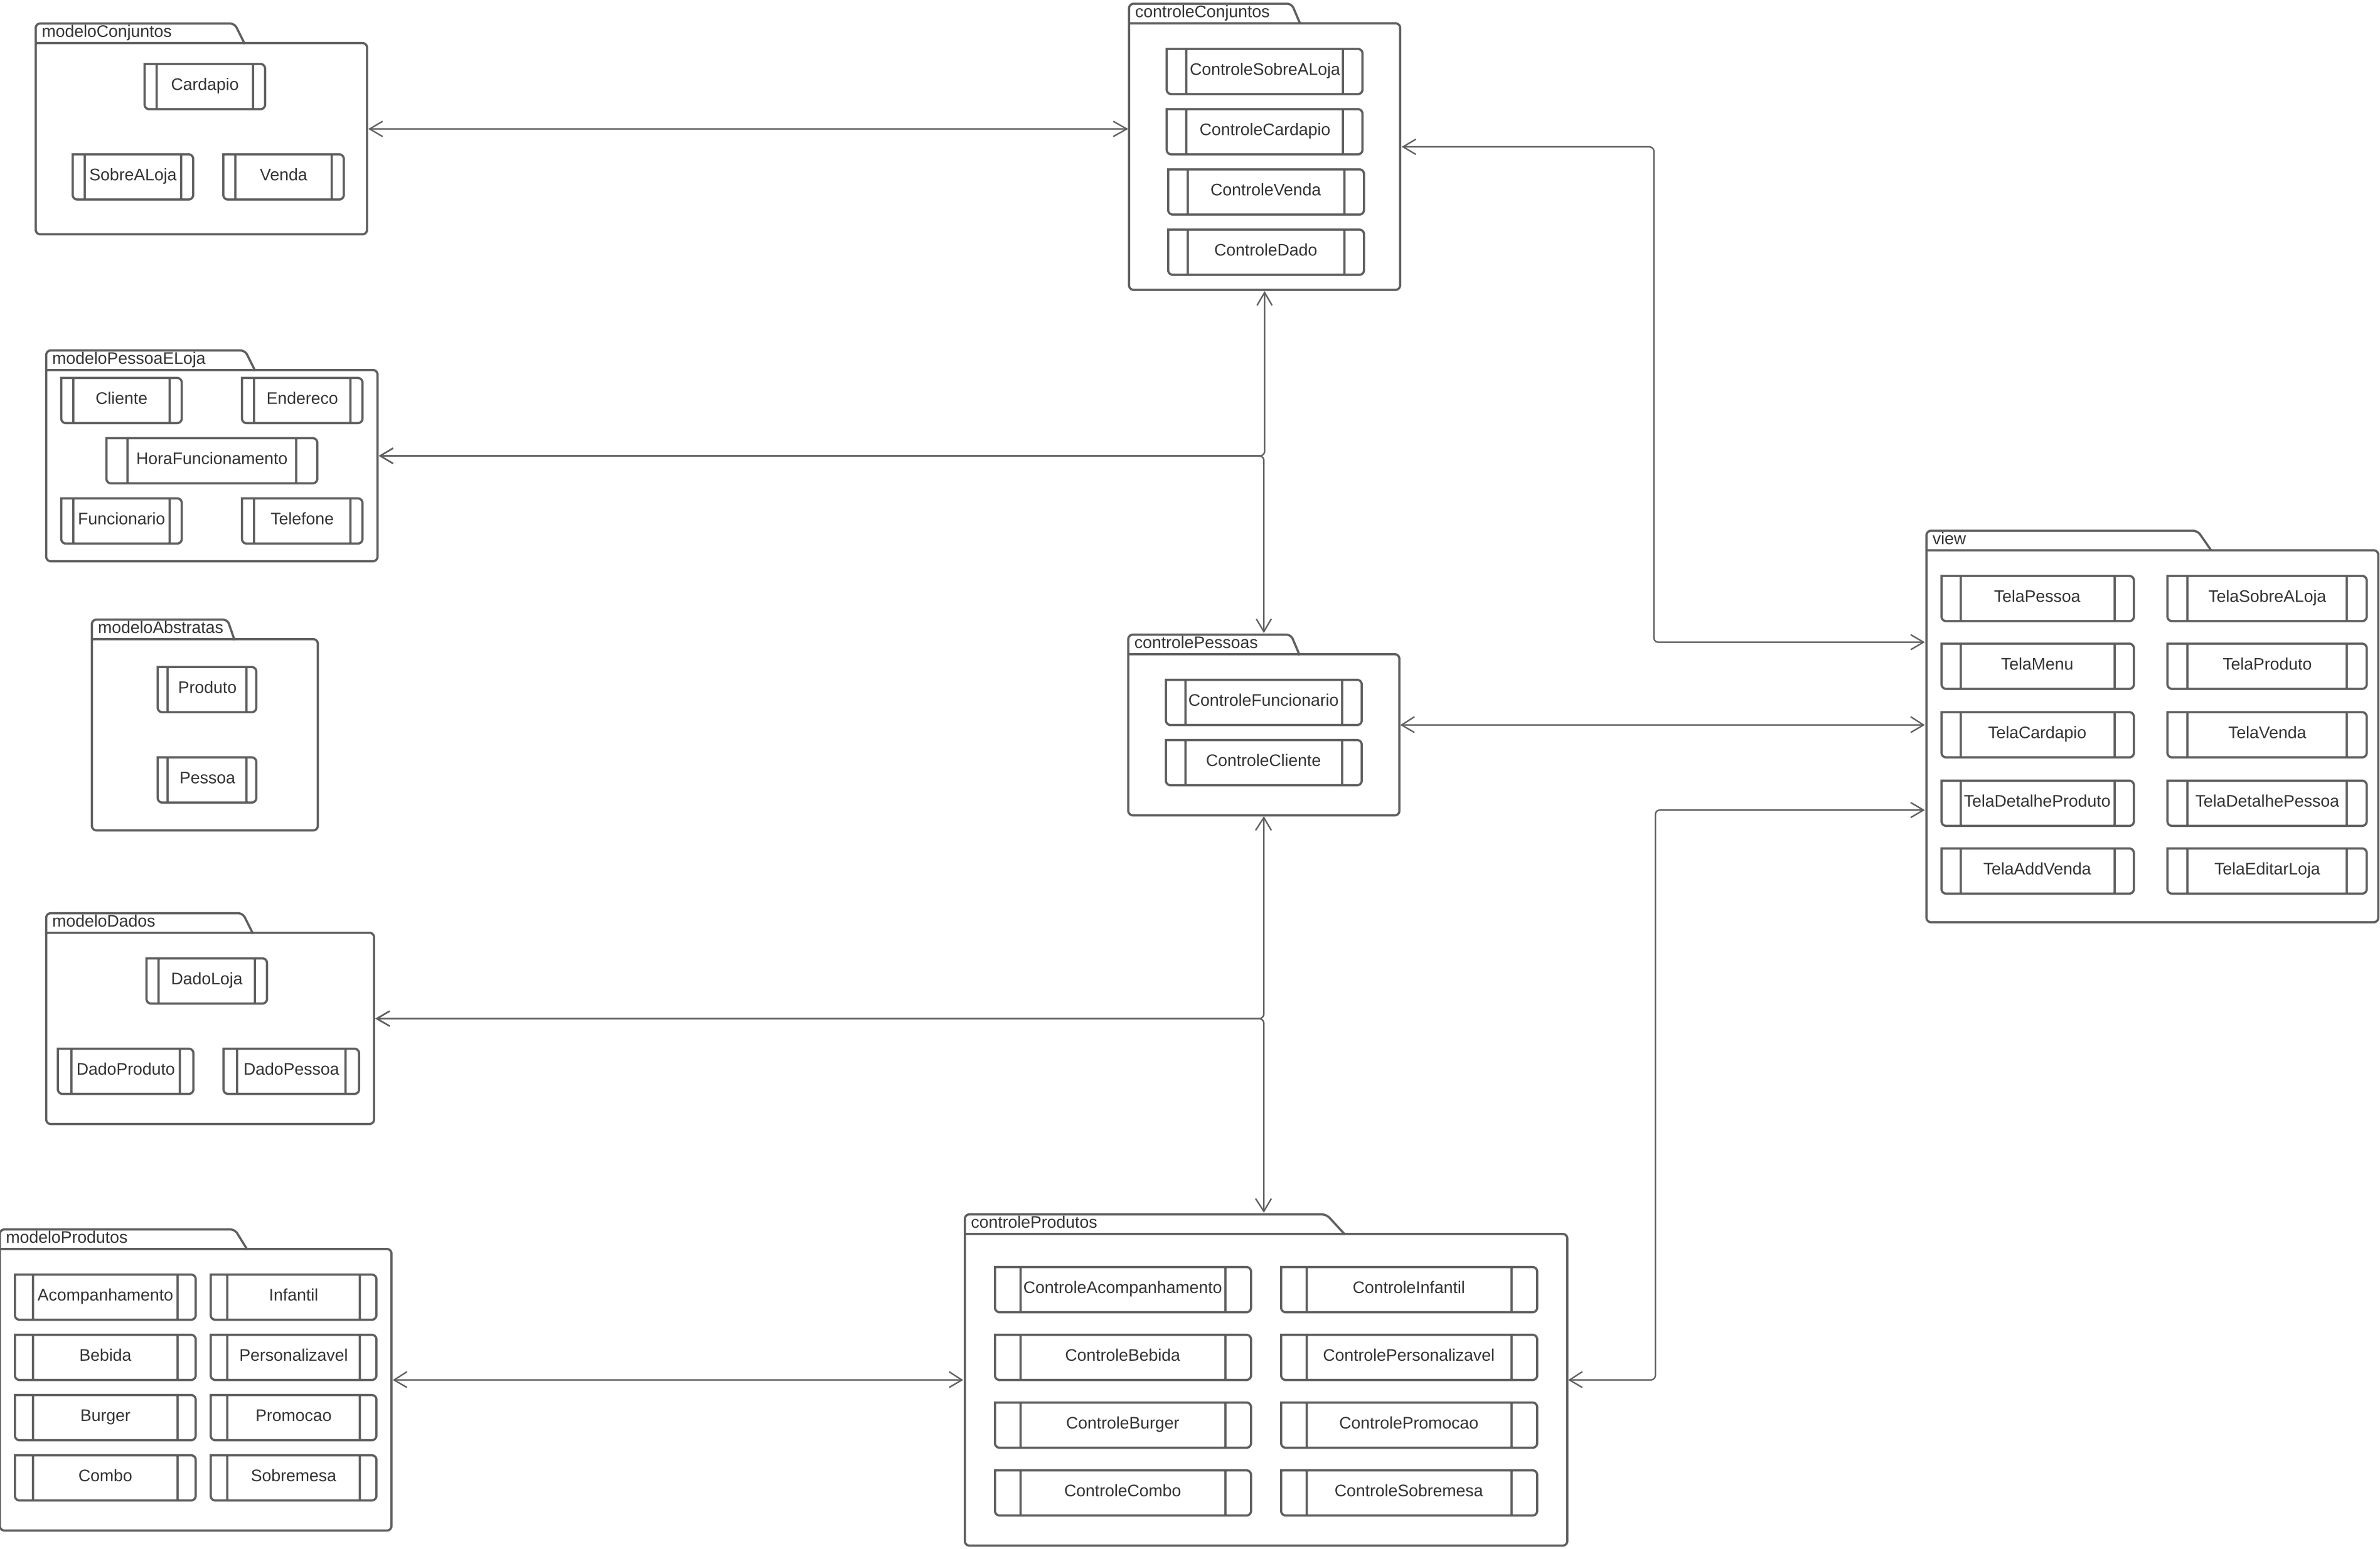 modeloConjuntos
Cardapio
SobreALoja
Venda
modeloPessoaELoja
Cliente
Endereco
HoraFuncionamento
Funcionario
Telefone
modeloAbstratas
Produto
Pessoa
modeloDados
DadoLoja
DadoProduto
DadoPessoa
modeloProdutos
Acompanhamento
Infantil
Bebida
Personalizavel
Burger
Promocao
Combo
Sobremesa
controleConjuntos
ControleSobreALoja
ControleCardapio
ControleVenda
ControleDado
controlePessoas
ControleFuncionario
ControleCliente
controleProdutos
ControleAcompanhamento
ControleInfantil
ControleBebida
ControlePersonalizavel
ControleBurger
ControlePromocao
ControleCombo
ControleSobremesa
view
TelaPessoa
TelaSobreALoja
TelaMenu
TelaProduto
TelaCardapio
TelaVenda
TelaDetalheProduto
TelaDetalhePessoa
TelaAddVenda
TelaEditarLoja